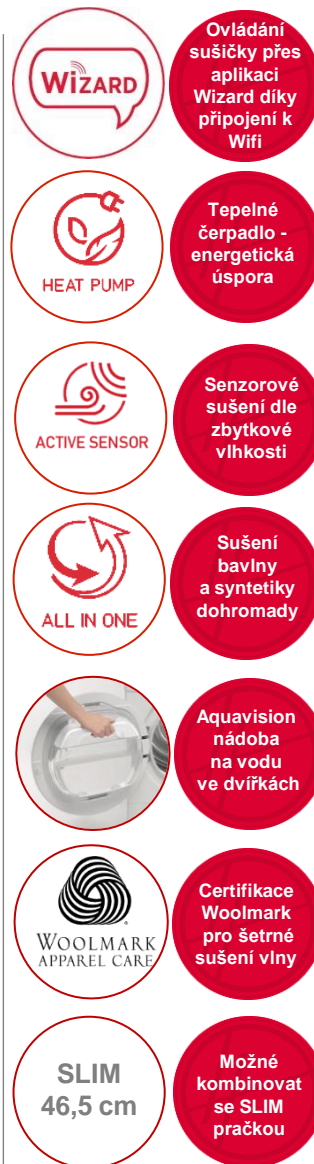 WiZARD
Ovládání
sušičky přes
aplikaci
Wizard díky
připojení k
Wifi
HEAT PUMP
Tepelné
čerpadlo -
energetická
úspora
ACTIVE SENSOR
Senzorové
sušení dle
zbytkové
vlhkosti
ALL IN ONE
Sušení
bavlny
a syntetiky
dohromady
Aquavision
nádoba
na vodu
ve dvířkách
WOOLMARK
APPAREL CARE
Certifikace
Woolmark
pro šetrné
sušení vlny
SLIM
46,5 cm
Možné
kombinovat
se SLIM
pračkou